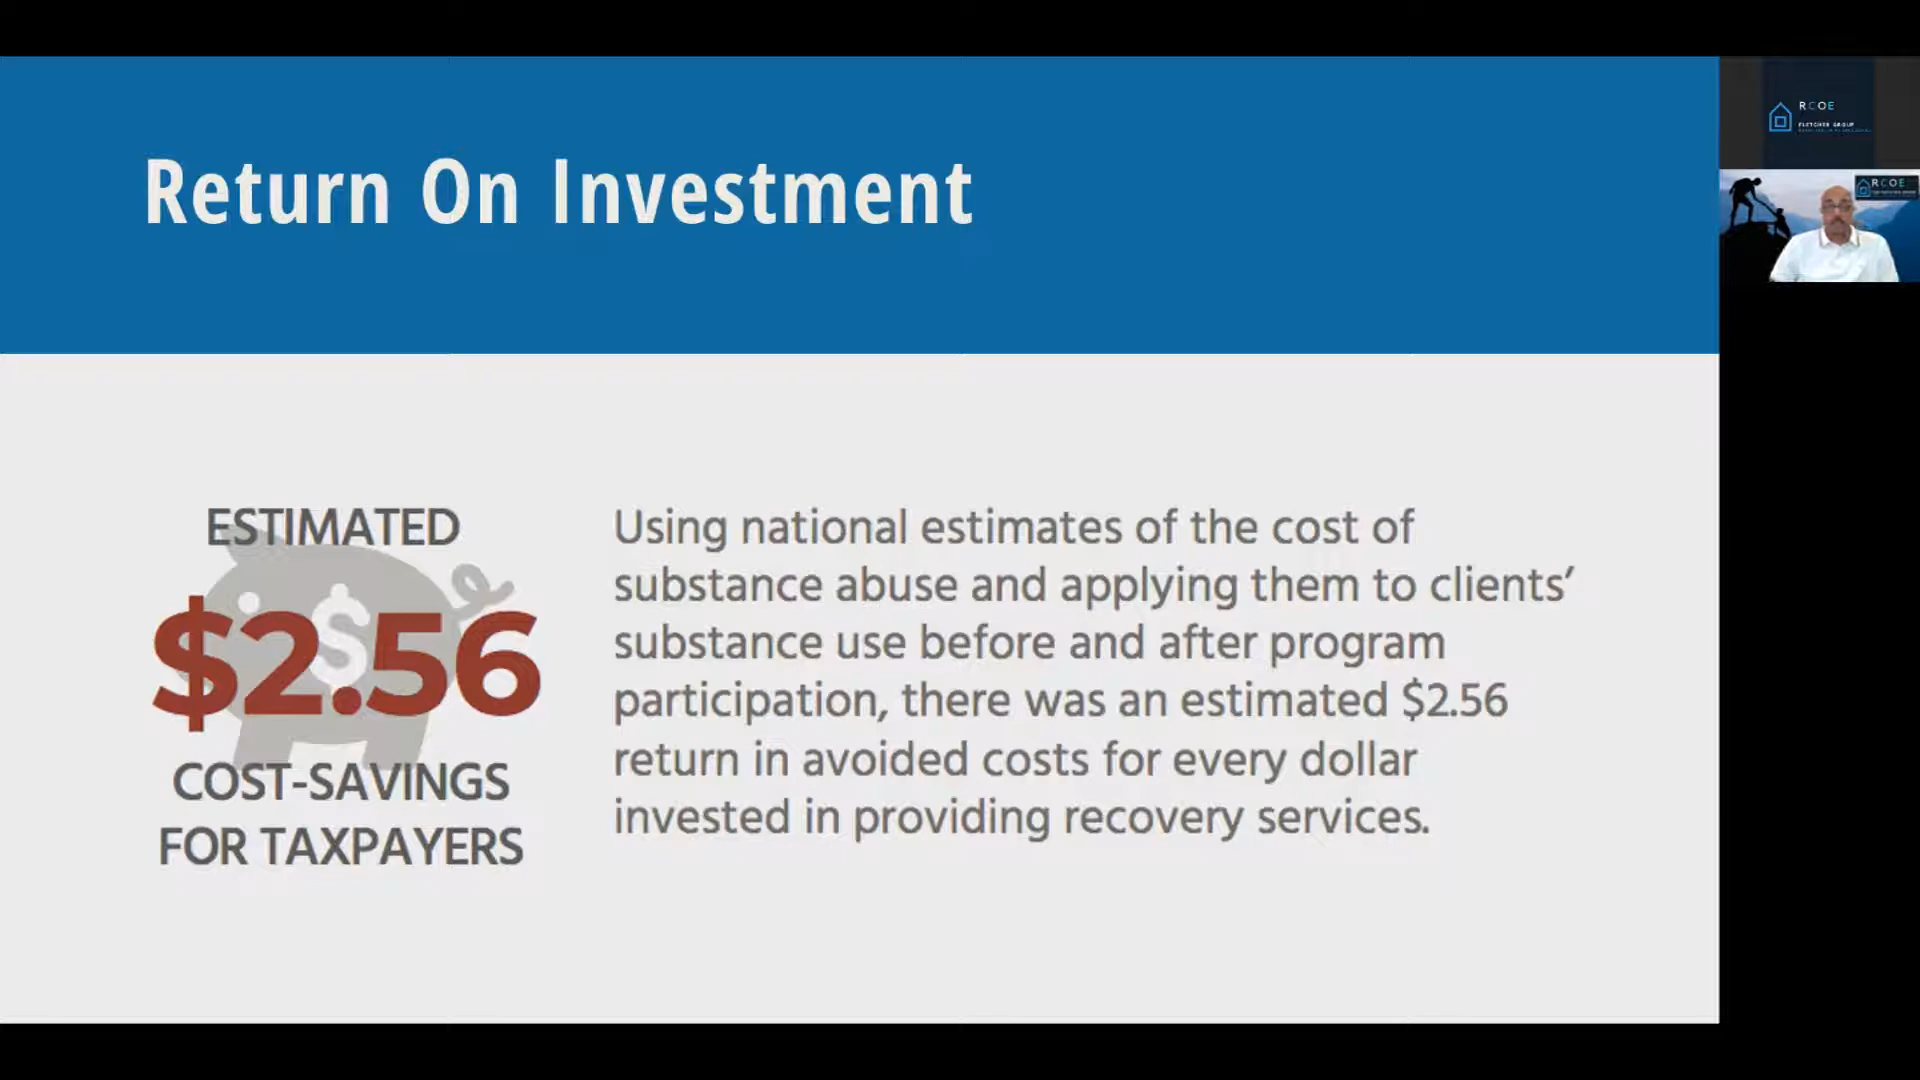 Return On Investment
ESTIMATED
$
$2.56
COST-SAVINGS
FOR TAXPAYERS
Using national estimates of the cost of
substance abuse and applying them to clients’
substance use before and after program
participation, there was an estimated $2.56
return in avoided costs for every dollar
invested in providing recovery services.
RCOE
FLETCHER GROUP
RCOE